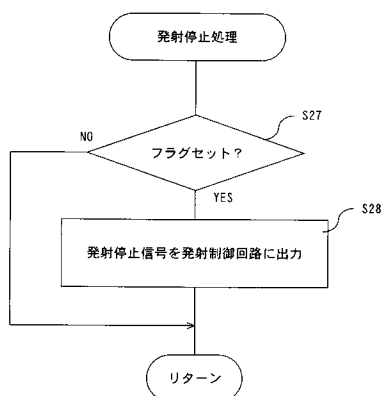 発射停止処理
S27
NO
フラグセット？
YES
S28
発射停止信号を発射制御回路に出力
リターン